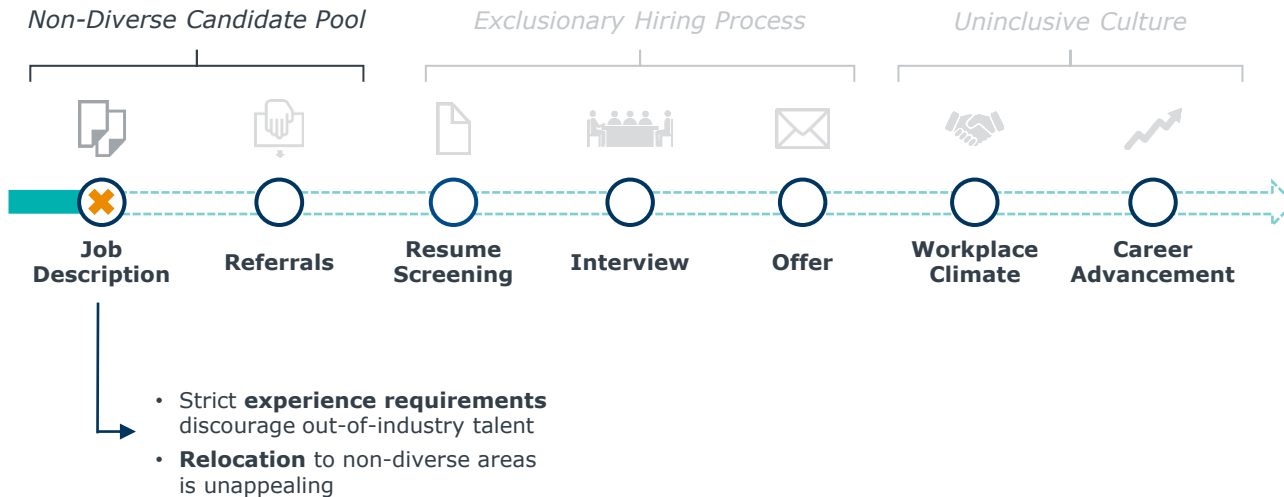 Non-Diverse Candidate Pool
Exclusionary Hiring Process
Uninclusive Culture
Job
Description
Referrals
Resume
Screening
Interview
Offer
Workplace
Climate
Career
Advancement
• Strict experience requirements
discourage out-of-industry talent
• Relocation to non-diverse areas
is unappealing